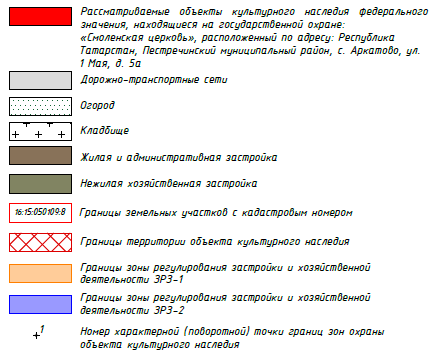 Рассматриваемые объекты культурного наследия федерального
значения, находящиеся на государственной охране:
«Смоленская церковь», расположенный по адресу: Республика
Татарстан, Пестречинский муниципальный район, с. Аркатово, ул.
1 Мая, д. 5а
Дорожно-транспортные сети
Огород
Кладбище
Жилая и административная застройка
Нежилая хозяйственная застройка
16:15:050109:8
Границы земельных участков с кадастровым номером
Границы территории объекта культурного наследия
Границы зоны регулирования застройки и хозяйственной
деятельности ЗРЗ-1
Границы зоны регулирования застройки и хозяйственной
деятельности ЗРЗ-2
1
Номер характерной (поворотной) точки границ зон охраны
объекта культурного наследия